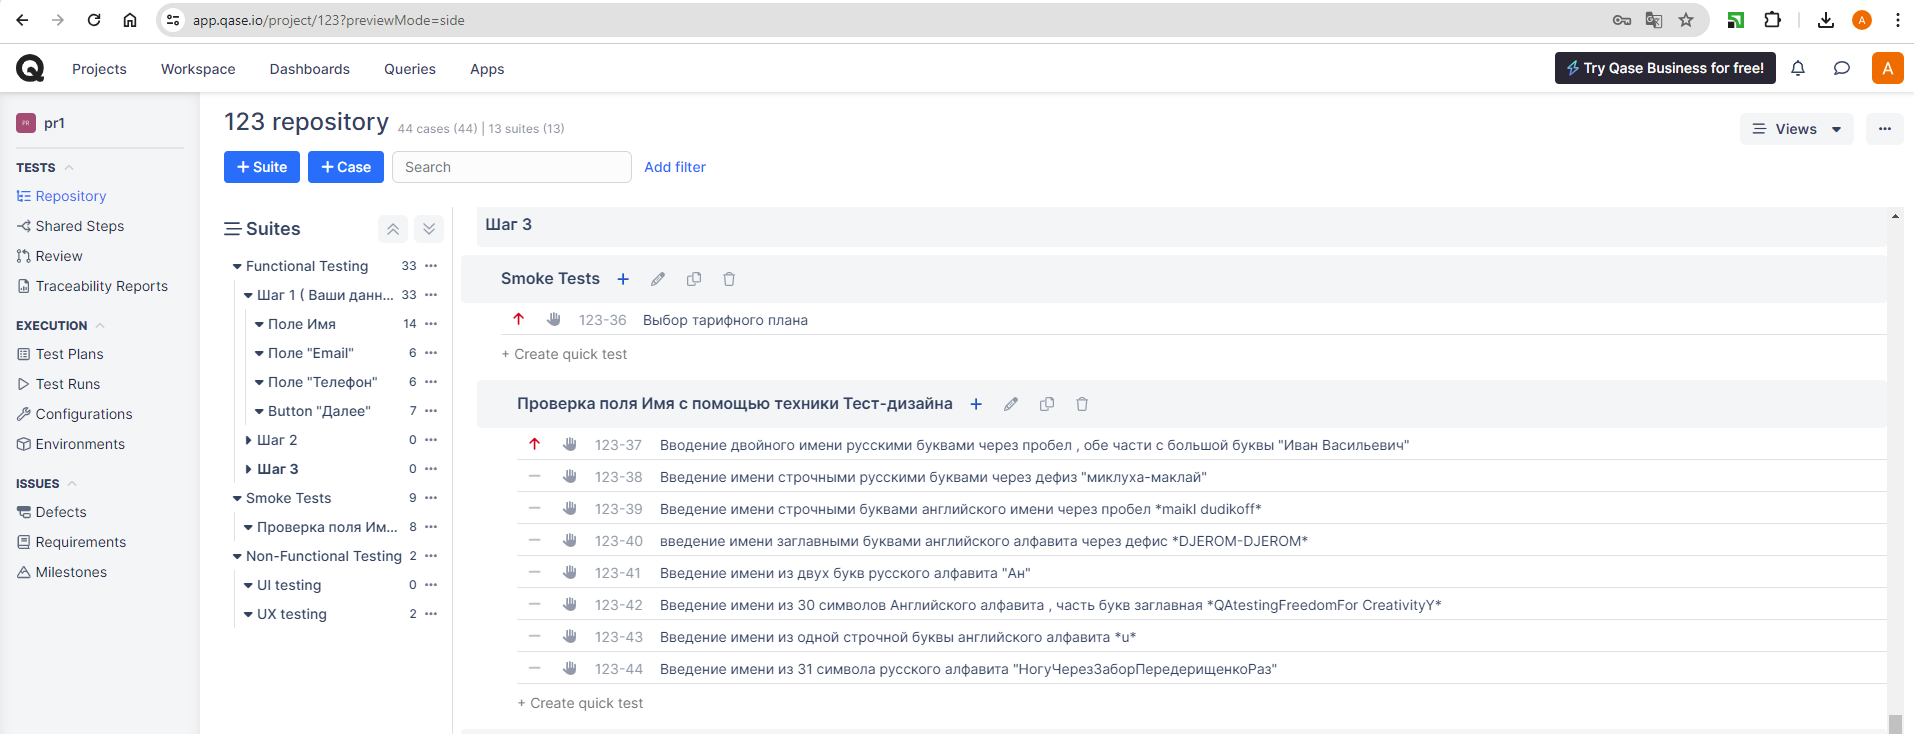 app.qase.io/project/123?previewMode=side
A
Q
Projects
Workspace
Dashboards
Queries
Apps
Try Qase Business for free!
A
pr1
TESTS
Repository
Shared Steps
Review
Traceability Reports
EXECUTION
Test Plans
Test Runs
Configurations
Environments
ISSUES
Defects
Requirements
Milestones
123 repository 44 cases (44) | 13 suites (13)
Views
+ Suite
+ Case
Search
Add filter
Suites
Functional Testing 33
Шаг 1 ( Ваши данн... 33
Поле Имя 14
Поле "Email" 6
Поле "Телефон" 6
Button "Далее" 7
Шаг 2 0
Шаг 3 0
Smoke Tests 9
Проверка поля Им... 8
Non-Functional Testing 2
UI testing 0
UX testing 2
Шаг 3
Smoke Tests
123-36 Выбор тарифного плана
+ Create quick test
Проверка поля Имя с помощью техники Тест-дизайна
123-37 Вводение двойного имени русскими буквами через пробел , обе части с большой буквы "Иван Васильевич"
123-38 Введение имени строчными русскими буквами через дефиз "миклуха-маклай"
123-39 Введение имени строчными буквами английского имени через пробел *maikl dudikoff*
123-40 введение имени заглавными буквами английского алфавита через дефис *DJEROM-DJEROM*
123-41 Введение имени из двух букв русского алфавита "Ан"
123-42 Введение имени из 30 символов Английского алфавита , часть букв заглавная *QAtestingFreedomFor CreativityY*
123-43 Введение имени из одной строчной буквы английского алфавита *u*
123-44 Введение имени из 31 символа русского алфавита "НогуЧерезЗаборПередерищенкоРаз"
+ Create quick test